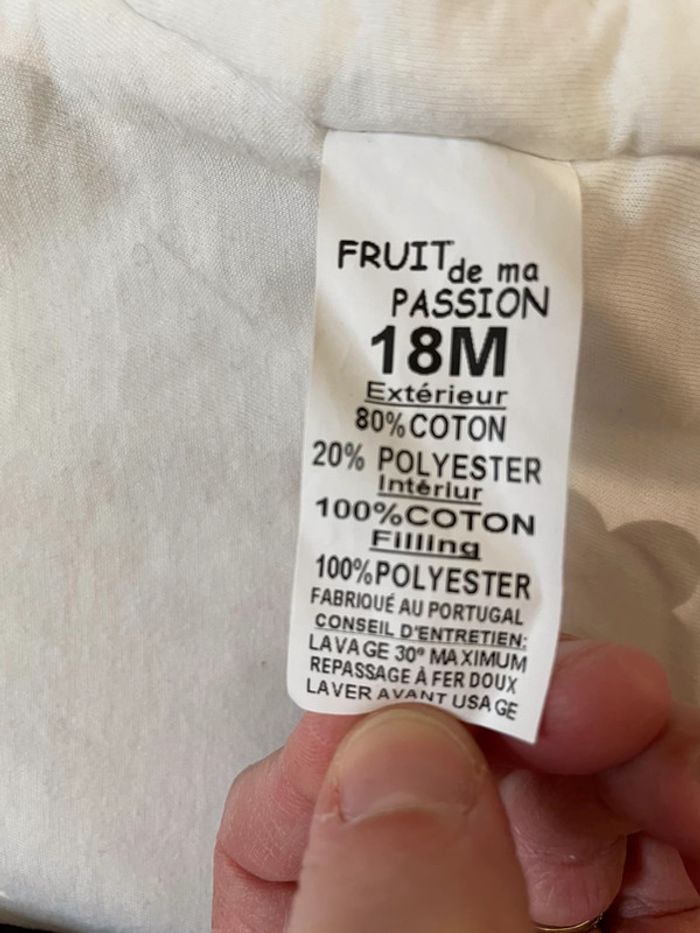 FRUIT de ma
PASSION
18M
Extérieur
80%COTON
20% POLYESTER
Intériur
100%COTON
Filling
100%POLYESTER
FABRIQUÉ AU PORTUGAL
CONSEIL D'ENTRETIEN:
LAVAGE 30° MAXIMUM
REPASSAGE À FER DOUX
LAVER AVANT USAGE